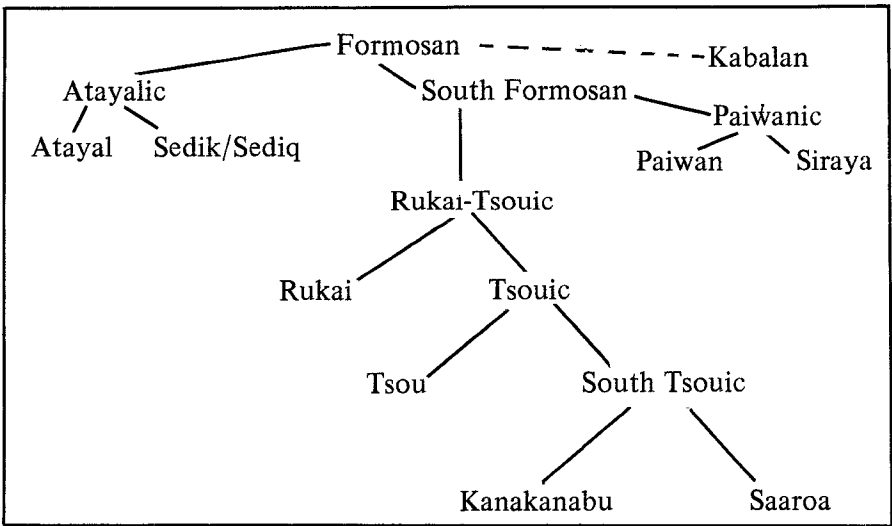 Formosan
Kabalan
Atayalic
South Formosan
Paiwanic
Atayal
Sedik/Sediq
Paiwan
Siraya
Rukai-Tsouic
Rukai
Tsouic
Tsou
South Tsouic
Kanakanabu
Saaroa